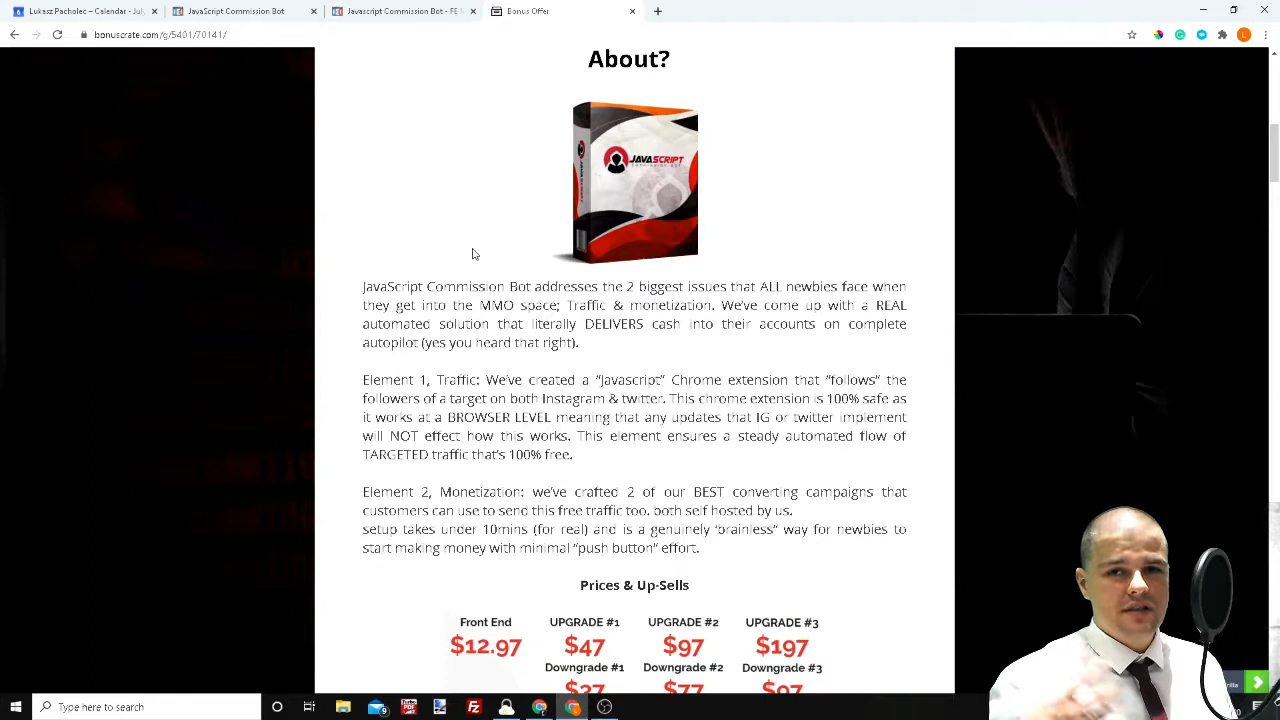 Lukasz Pacholec – Calendar - July
JavaScript Commission Bot
Javascript Commission Bot - FE
Bonus Offer
bonuscrate.com/g/5401/70141/
About?
JAVASCRIPT
COMMISSION BOT
JavaScript Commission Bot addresses the 2 biggest issues that ALL newbies face when
they get into the MMO space; Traffic & monetization. We've come up with a REAL
automated solution that literally DELIVERS cash into their accounts on complete
autopilot (yes you heard that right).
Element 1, Traffic: We've created a "Javascript" Chrome extension that "follows" the
followers of a target on both Instagram & twitter. This chrome extension is 100% safe as
it works at a BROWSER LEVEL meaning that any updates that IG or twitter implement
will NOT effect how this works. This element ensures a steady automated flow of
TARGETED traffic that's 100% free.
Element 2, Monetization: we've crafted 2 of our BEST converting campaigns that
customers can use to send this free traffic too. both self hosted by us.
setup takes under 10mins (for real) and is a genuinely 'brainless" way for newbies to
start making money with minimal "push button" effort.
Prices & Up-Sells
Front End UPGRADE #1 UPGRADE #2 UPGRADE #3
$12.97 $47 $97 $197
Downgrade #1 Downgrade #2 Downgrade #3
$37 $77 $97
Type here to search